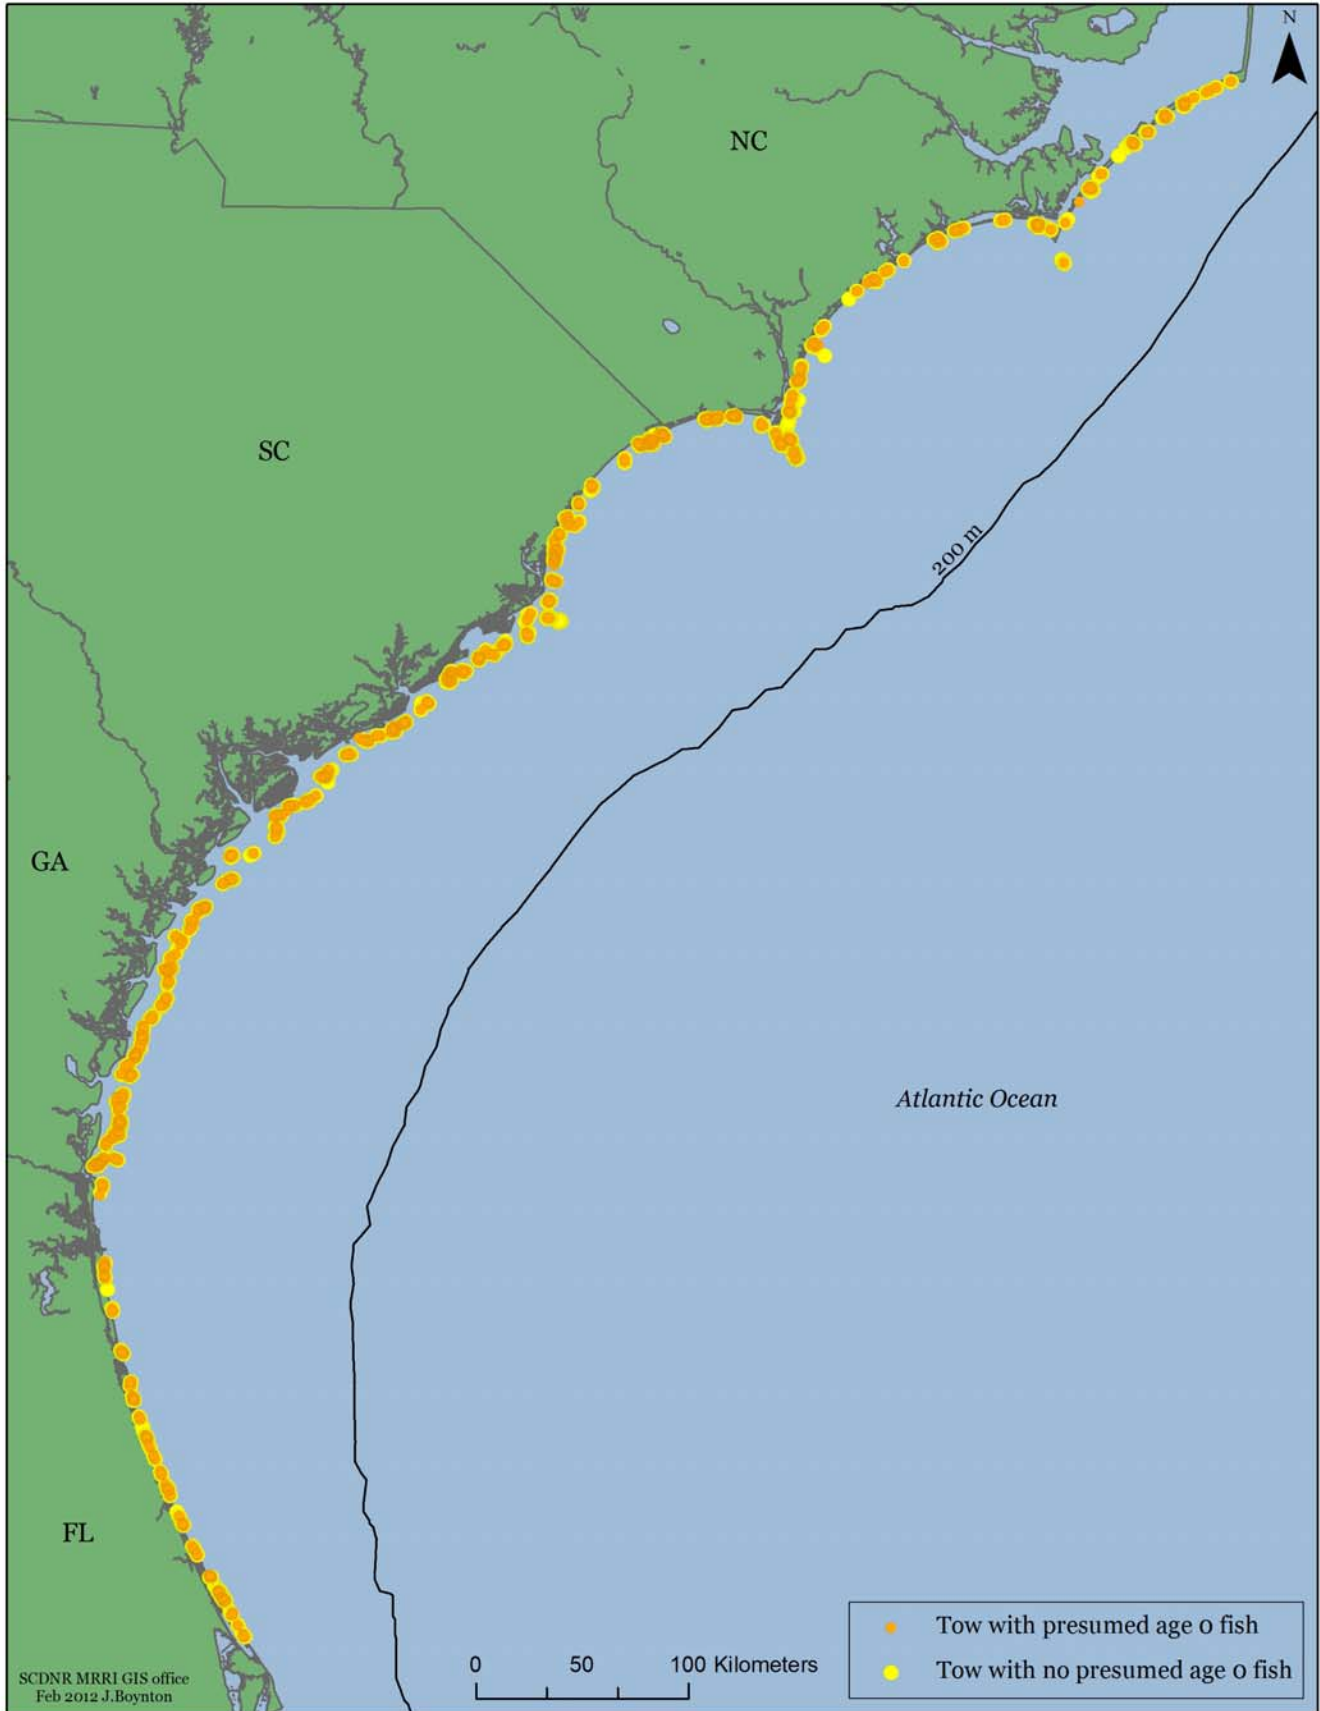 N
NC
SC
200 m
GA
Atlantic Ocean
FL
Tow with presumed age 0 fish
Tow with no presumed age 0 fish
0 50 100 Kilometers
SCDNR MRRI GIS office
Feb 2012 J.Boynton